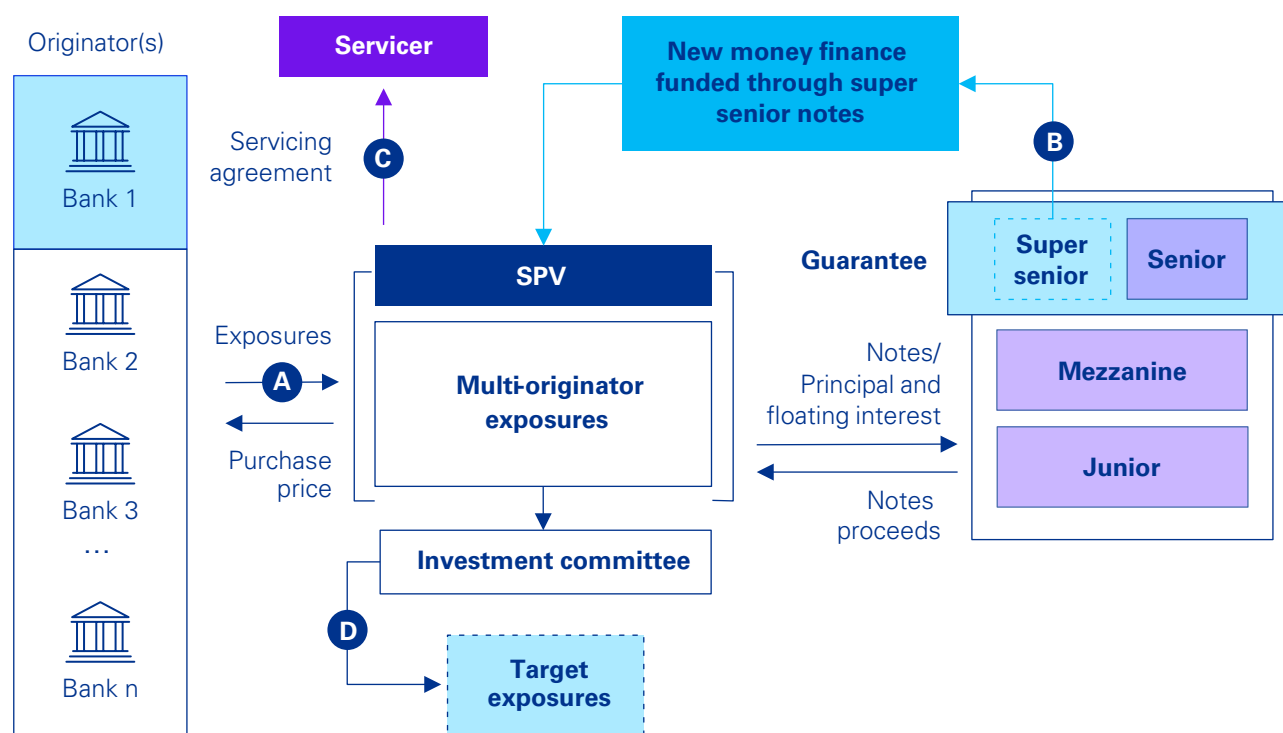 Originator(s)
Bank 1
Bank 2
Bank 3
...
Bank n
Servicer
Servicing
agreement
C
New money finance
funded through super
senior notes
B
SPV
Multi-originator
exposures
Exposures
A
Purchase
price
Investment committee
D
Target
exposures
Notes/
Principal and
floating interest
Notes
proceeds
Guarantee
Super
senior
Senior
Mezzanine
Junior